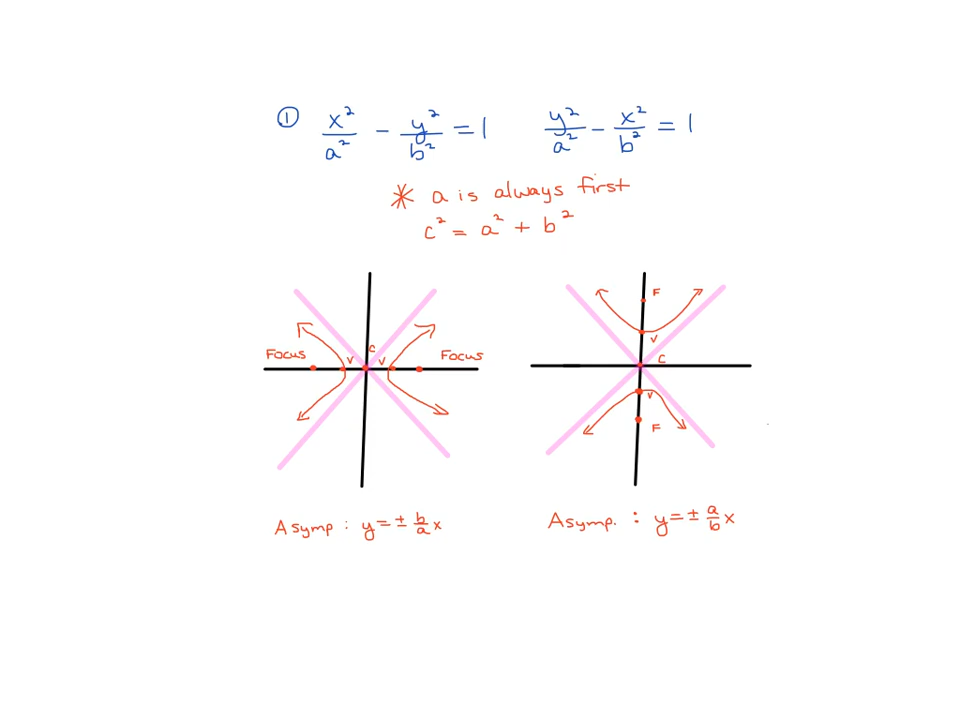 ① x²/a² - y²/b² = 1
y²/a² - x²/b² = 1
* a is always first
c² = a² + b²
Focus V C V Focus
F
V
C
V
F
Asymp : y = ± b/a x
Asymp. : y = ± a/b x